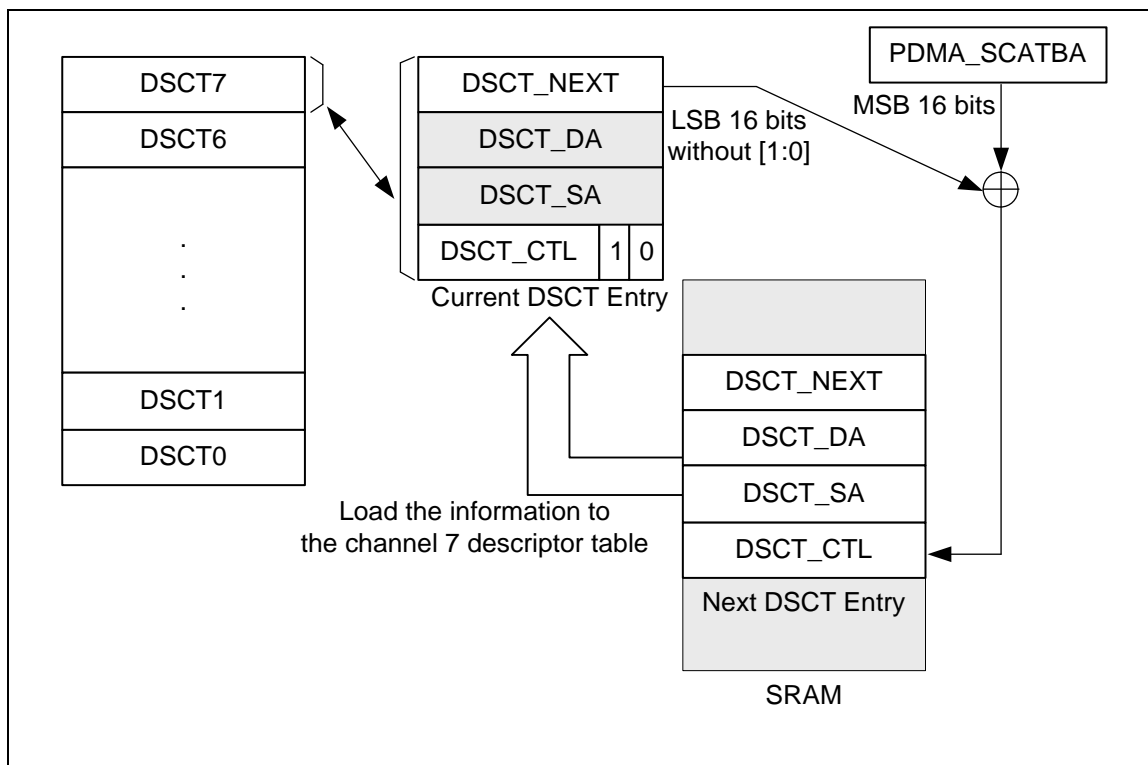 DSCT7
DSCT6
.
.
.
DSCT1
DSCT0
DSCT_NEXT
DSCT_DA
DSCT_SA
DSCT_CTL 1 0
Current DSCT Entry
LSB 16 bits
without [1:0]
PDMA_SCATBA
MSB 16 bits
Load the information to
the channel 7 descriptor table
DSCT_NEXT
DSCT_DA
DSCT_SA
DSCT_CTL
Next DSCT Entry
SRAM